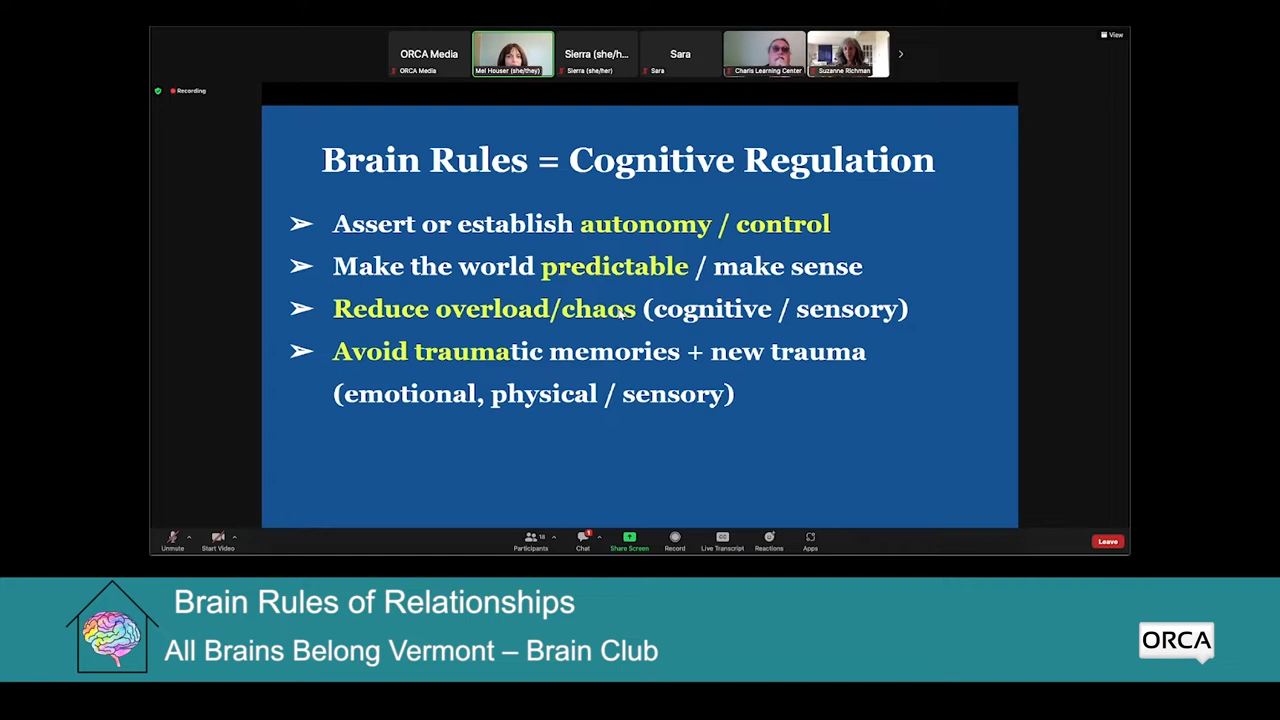 View
ORCA Media
Sierra (she/h...
Sara
ORCA Media
Mel Houser (she/they)
Sierra (she/her)
Sara
Charis Learning Center
Suzanne Richman
Recording
Brain Rules = Cognitive Regulation
➢ Assert or establish autonomy / control
➢ Make the world predictable / make sense
➢ Reduce overload/chaos (cognitive / sensory)
➢ Avoid traumatic memories + new trauma
(emotional, physical / sensory)
Unmute
Start Video
18
Participants
1
Chat
Share Screen
Record
CC
Live Transcript
Reactions
Apps
Leave
Brain Rules of Relationships
All Brains Belong Vermont – Brain Club
ORCA